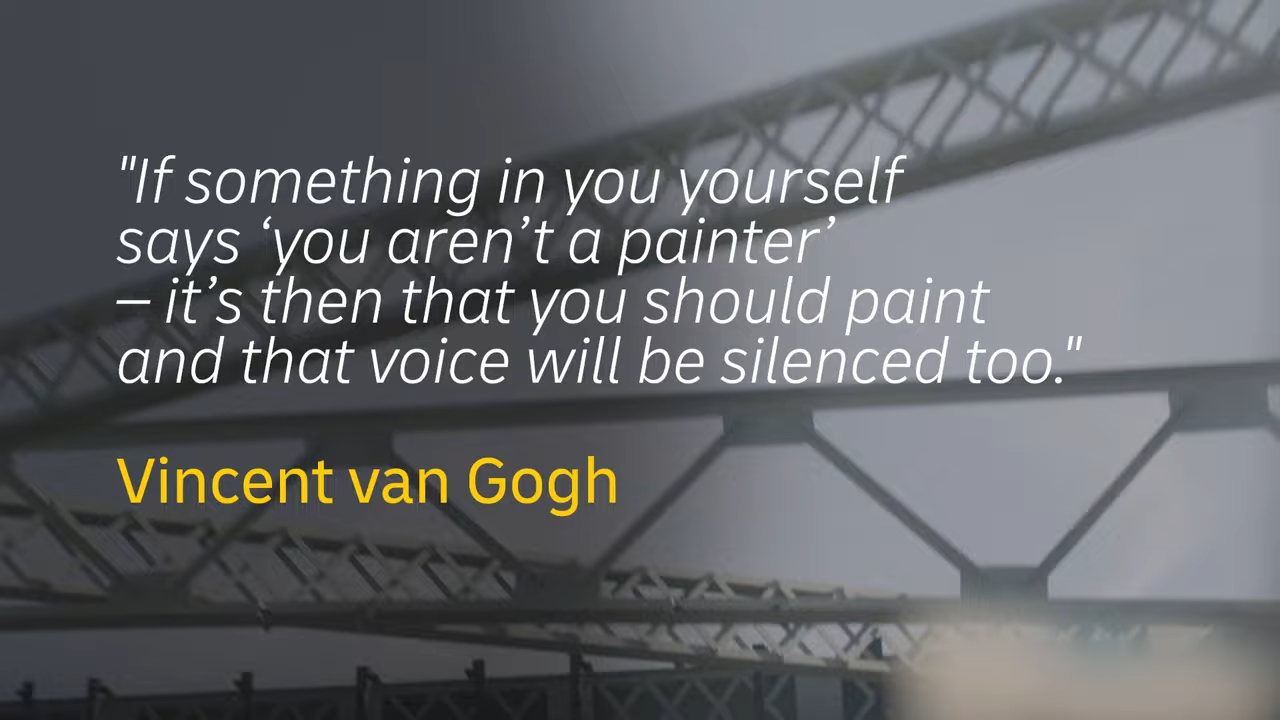 "If something in you yourself
says ‘you aren’t a painter’
– it’s then that you should paint
and that voice will be silenced too."
Vincent van Gogh